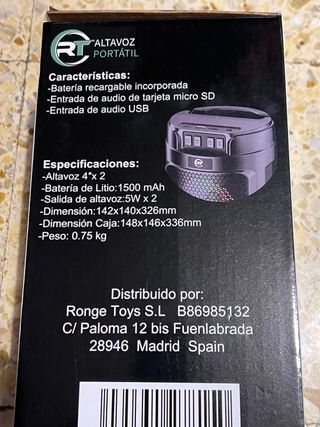 RT ALTAVOZ
PORTÁTIL
Características:
-Batería recargable incorporada
-Entrada de audio de tarjeta micro SD
-Entrada de audio USB
Especificaciones:
-Altavoz 4"x 2
-Batería de Litio:1500 mAh
-Salida de altavoz:5W x 2
-Dimensión:142x140x326mm
-Dimensión Caja:148x146x336mm
-Peso: 0.75 kg
Distribuido por:
Ronge Toys S.L B86985132
C/ Paloma 12 bis Fuenlabrada
28946 Madrid Spain